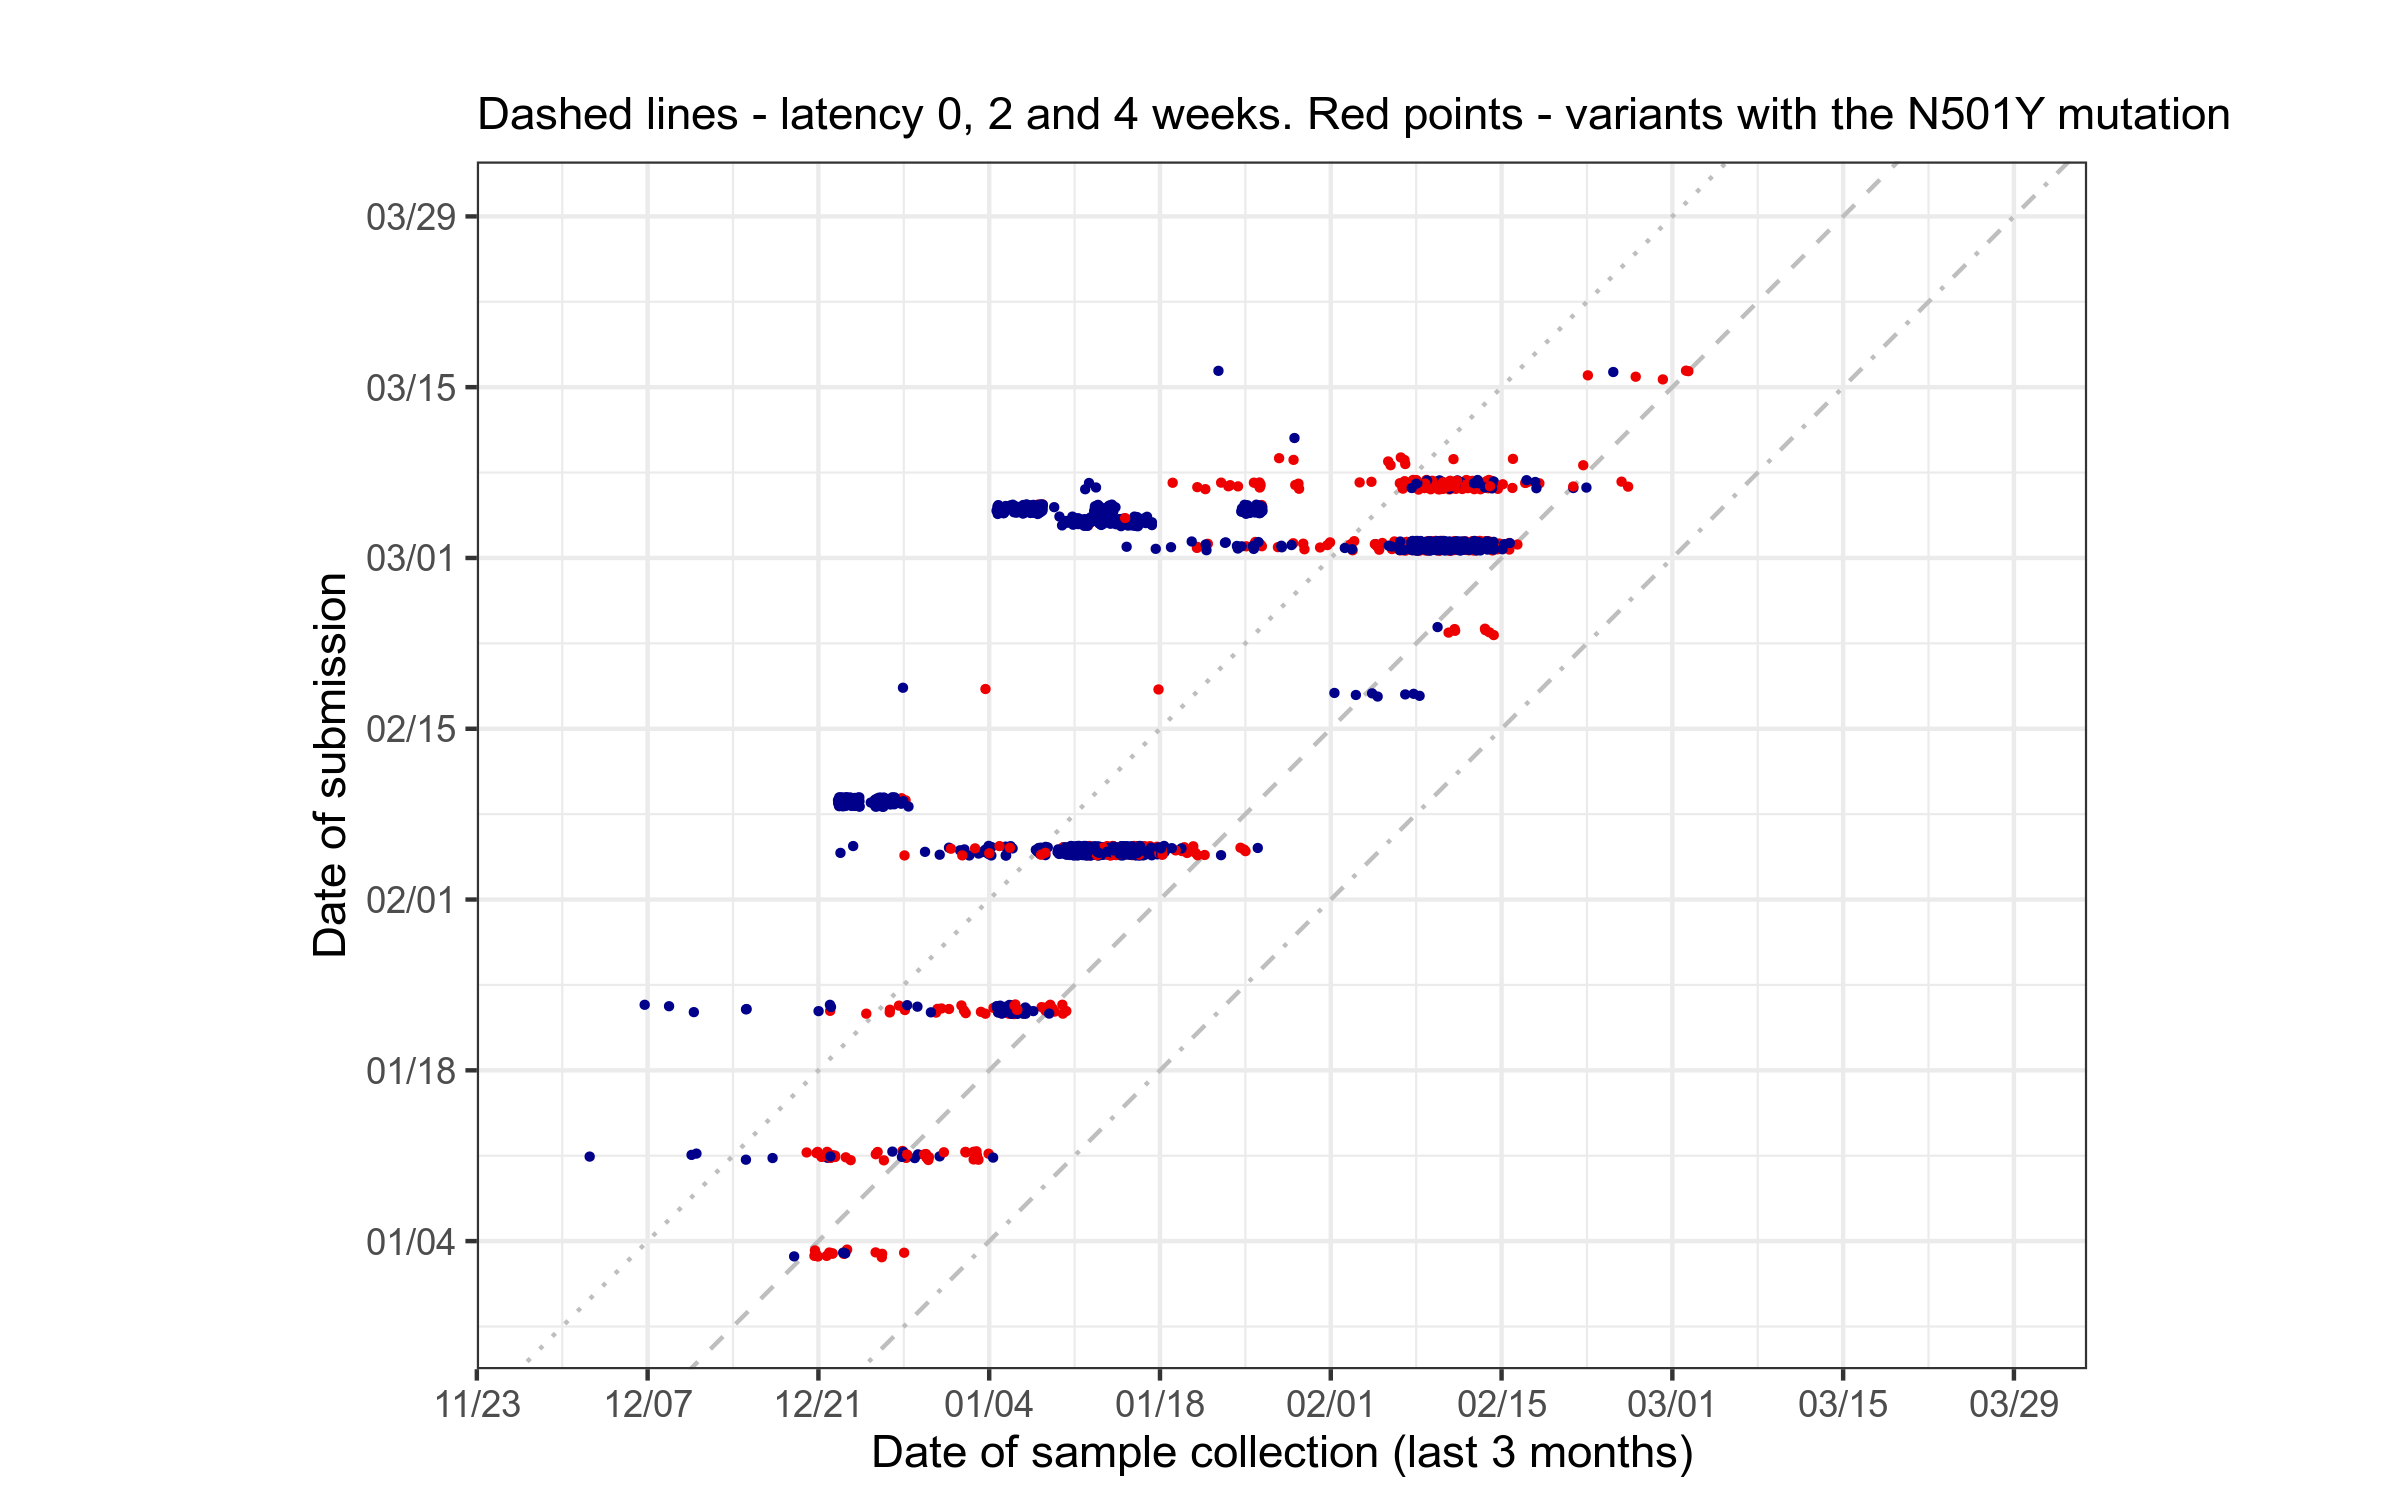 Dashed lines - latency 0, 2 and 4 weeks. Red points - variants with the N501Y mutation
03/29
03/15
03/01
02/15
02/01
01/18
01/04
Date of submission
11/23 12/07 12/21 01/04 01/18 02/01 02/15 03/01 03/15 03/29
Date of sample collection (last 3 months)